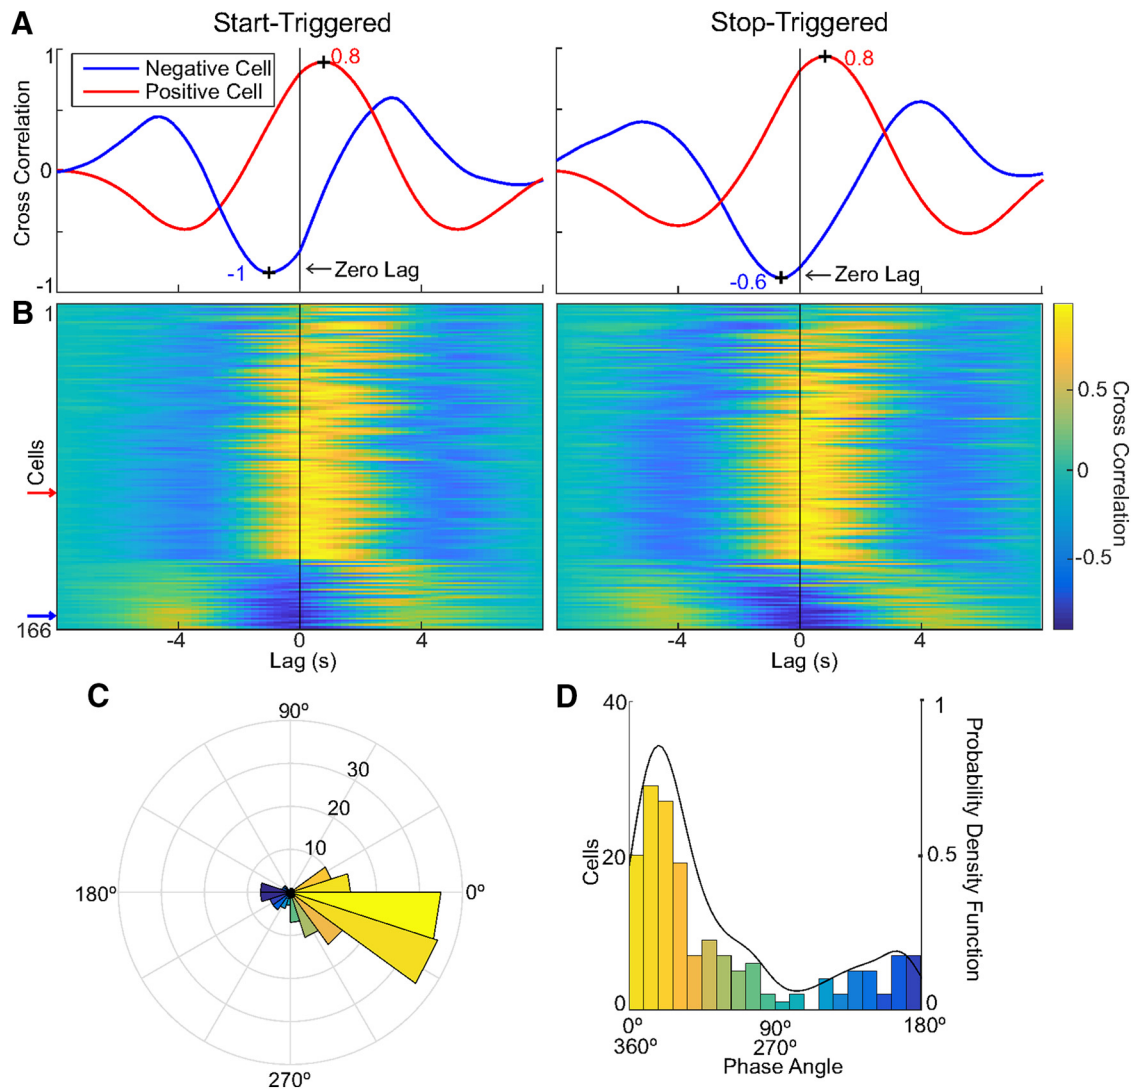 A
Start-Triggered
Stop-Triggered
1
0
-1
Cross Correlation
Negative Cell
Positive Cell
0.8
-1
←Zero Lag
0.8
-0.6
←Zero Lag
B
1
Cells
166
-4
0
4
Lag (s)
-4
0
4
Lag (s)
0.5
0
-0.5
Cross Correlation
C
90º
30
20
10
180º
0º
270º
D
40
20
0
Cells
1
0.5
0
Probability Density Function
0º
360º
90º
270º
180º
Phase Angle